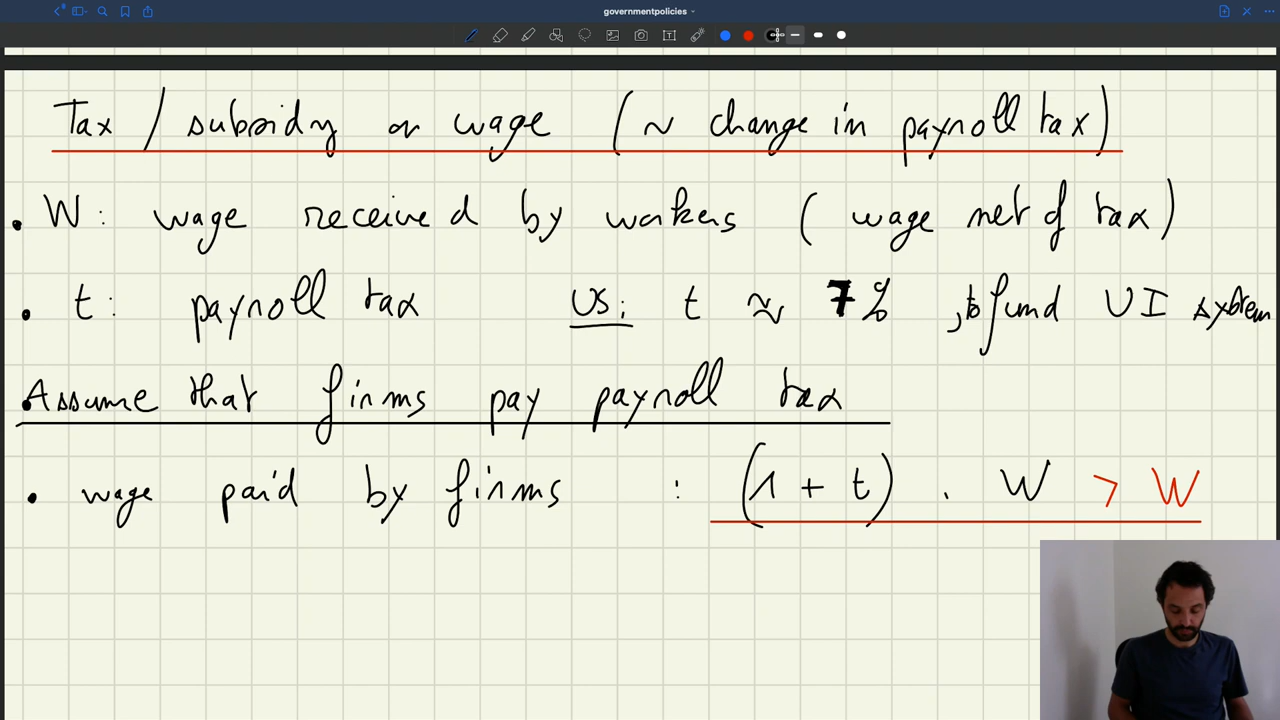 governmentpolicies
Tax / subsidy on wage (~ change in payroll tax)
• W: wage received by workers (wage net of tax)
• t: payroll tax US: t ≈ 7% , to fund UI system
• Assume that firms pay payroll tax
• wage paid by firms : (1 + t) . W > W